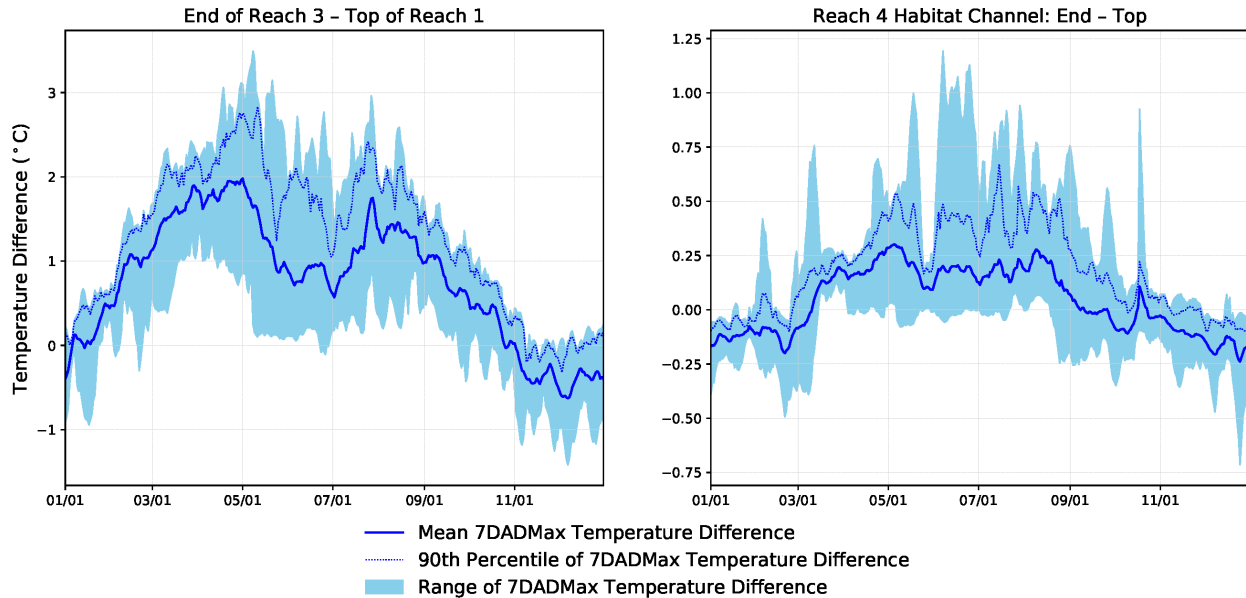 End of Reach 3 – Top of Reach 1
Reach 4 Habitat Channel: End – Top
Temperature Difference (°C)
3
2
1
0
−1
01/01 03/01 05/01 07/01 09/01 11/01
1.25
1.00
0.75
0.50
0.25
0.00
−0.25
−0.50
−0.75
01/01 03/01 05/01 07/01 09/01 11/01
Mean 7DADMax Temperature Difference
90th Percentile of 7DADMax Temperature Difference
Range of 7DADMax Temperature Difference